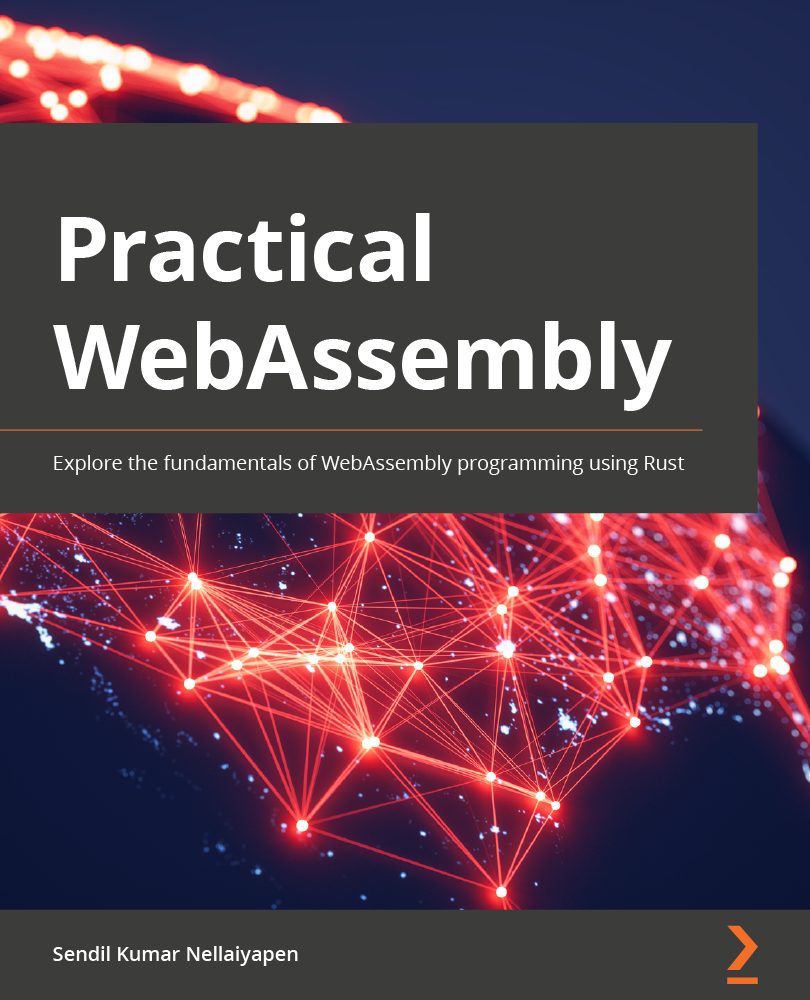 Practical
WebAssembly
Explore the fundamentals of WebAssembly programming using Rust
Sendil Kumar Nellaiyapen